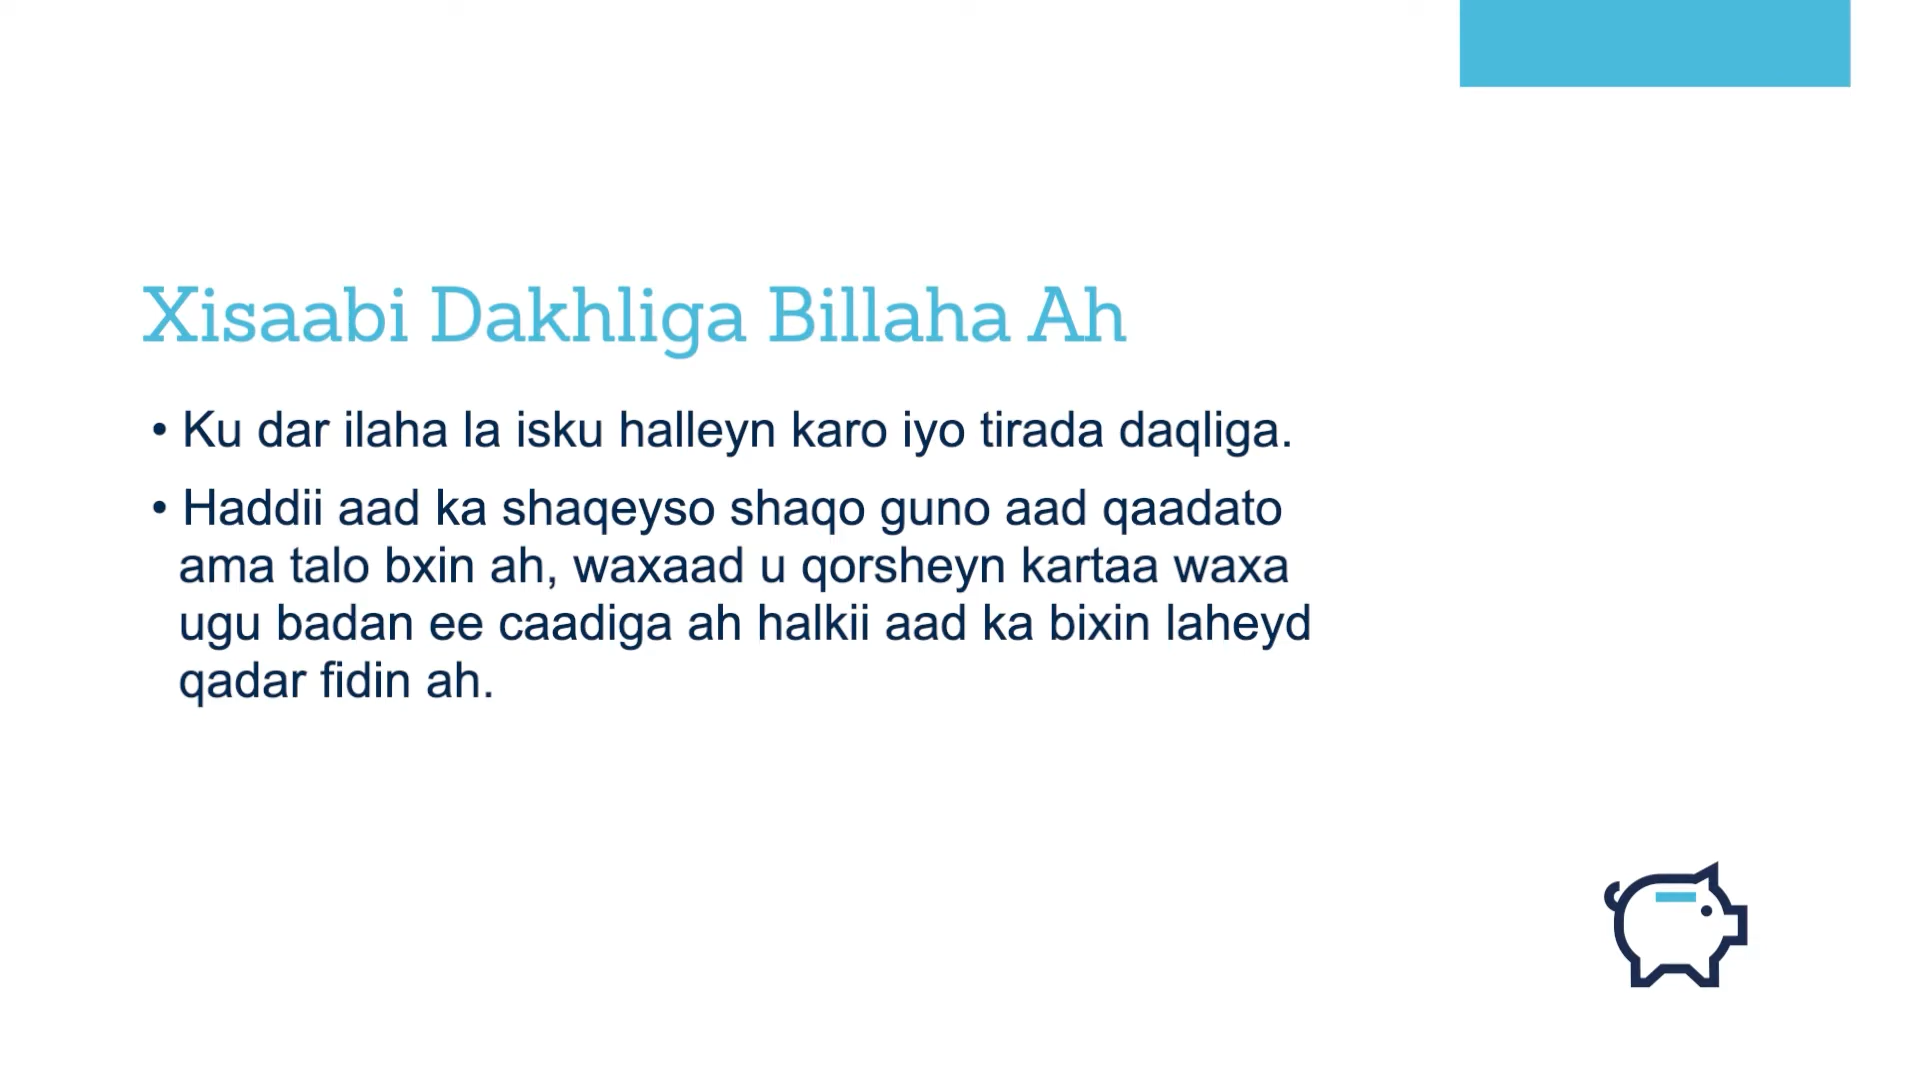 Xisaabi Dakhliga Billaha Ah
• Ku dar ilaha la isku halleyn karo iyo tirada daqliga.
• Haddii aad ka shaqeyso shaqo guno aad qaadato
ama talo bxin ah, waxaad u qorsheyn kartaa waxa
ugu badan ee caadiga ah halkii aad ka bixin laheyd
qadar fidin ah.